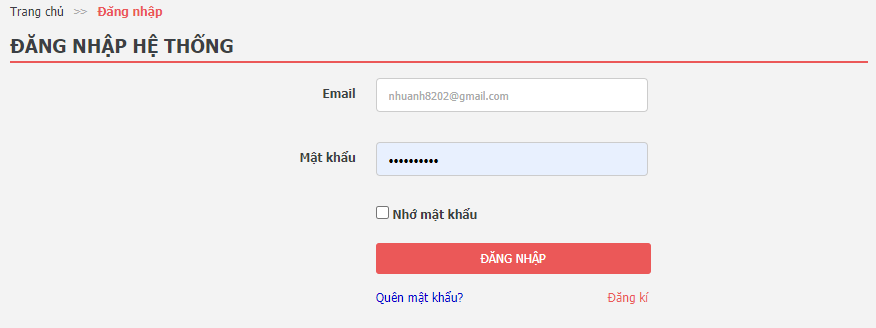 Trang chủ >> Đăng nhập
ĐĂNG NHẬP HỆ THỐNG
Email nhuanh8202@gmail.com
Mật khẩu ••••••••••
Nhớ mật khẩu
ĐĂNG NHẬP
Quên mật khẩu? Đăng kí